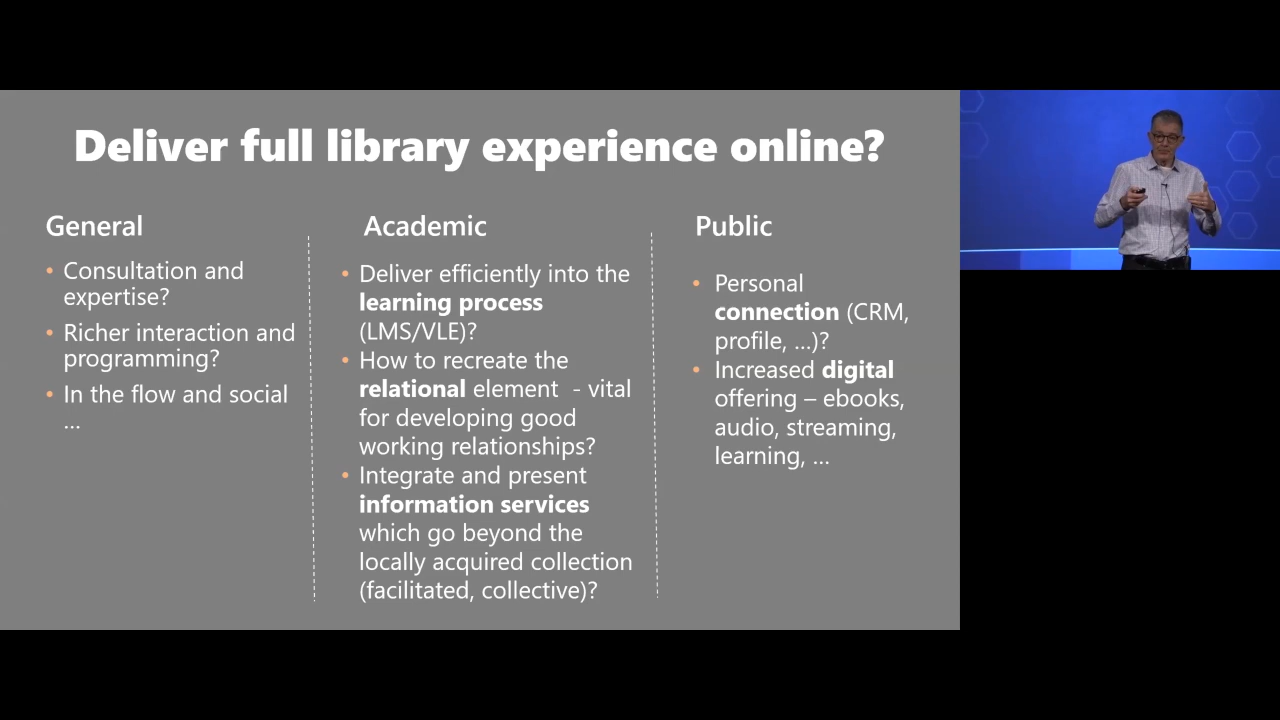 Deliver full library experience online?
General
• Consultation and
expertise?
• Richer interaction and
programming?
• In the flow and social
...
Academic
• Deliver efficiently into the
learning process
(LMS/VLE)?
• How to recreate the
relational element - vital
for developing good
working relationships?
• Integrate and present
information services
which go beyond the
locally acquired collection
(facilitated, collective)?
Public
• Personal
connection (CRM,
profile, ...)?
• Increased digital
offering – ebooks,
audio, streaming,
learning, ...